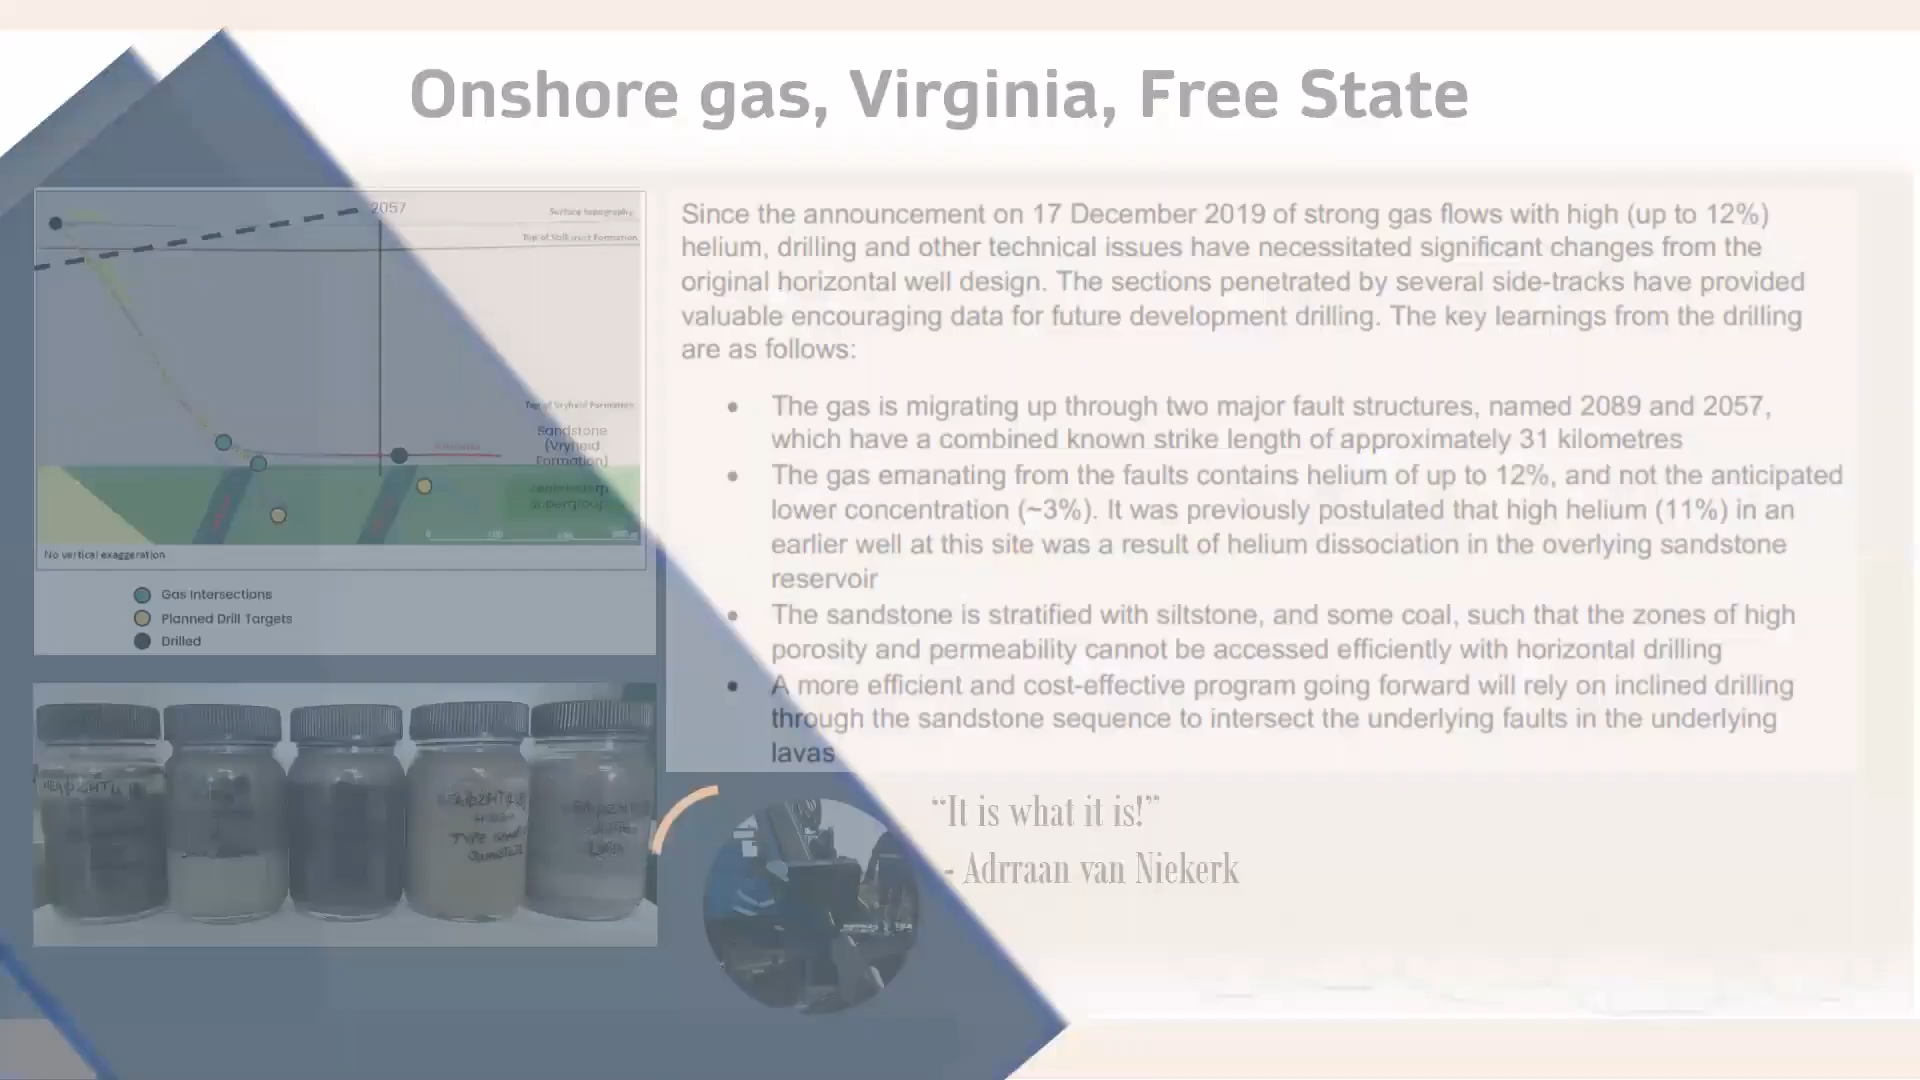 Onshore gas, Virginia, Free State
2057
Surface topography
Top of Volksrust Formation
Top of Vryheid Formation
Sandstone
(Vryheid
Formation)
Supergroup
No vertical exaggeration
Gas Intersections
Planned Drill Targets
Drilled
Since the announcement on 17 December 2019 of strong gas flows with high (up to 12%)
helium, drilling and other technical issues have necessitated significant changes from the
original horizontal well design. The sections penetrated by several side-tracks have provided
valuable encouraging data for future development drilling. The key learnings from the drilling
are as follows:
• The gas is migrating up through two major fault structures, named 2089 and 2057,
which have a combined known strike length of approximately 31 kilometres
• The gas emanating from the faults contains helium of up to 12%, and not the anticipated
lower concentration (~3%). It was previously postulated that high helium (11%) in an
earlier well at this site was a result of helium dissociation in the overlying sandstone
reservoir
• The sandstone is stratified with siltstone, and some coal, such that the zones of high
porosity and permeability cannot be accessed efficiently with horizontal drilling
• A more efficient and cost-effective program going forward will rely on inclined drilling
through the sandstone sequence to intersect the underlying faults in the underlying
lavas
“It is what it is!”
- Adrraan van Niekerk